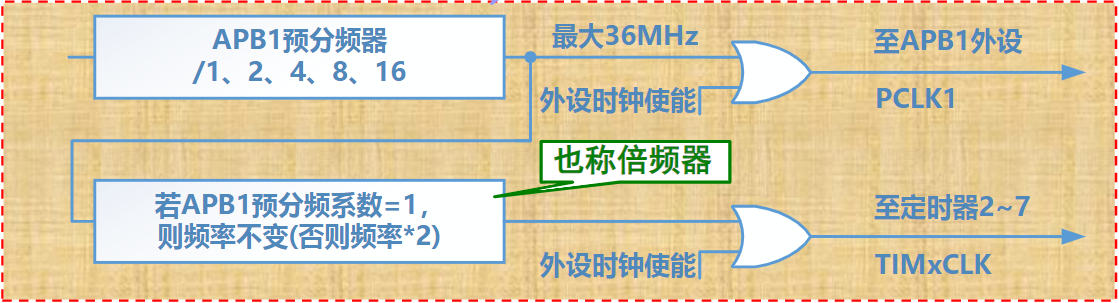 APB1预分频器
/1、2、4、8、16
最大36MHz
外设时钟使能
至APB1外设
PCLK1
也称倍频器
若APB1预分频系数=1，
则频率不变(否则频率*2)
外设时钟使能
至定时器2~7
TIMxCLK